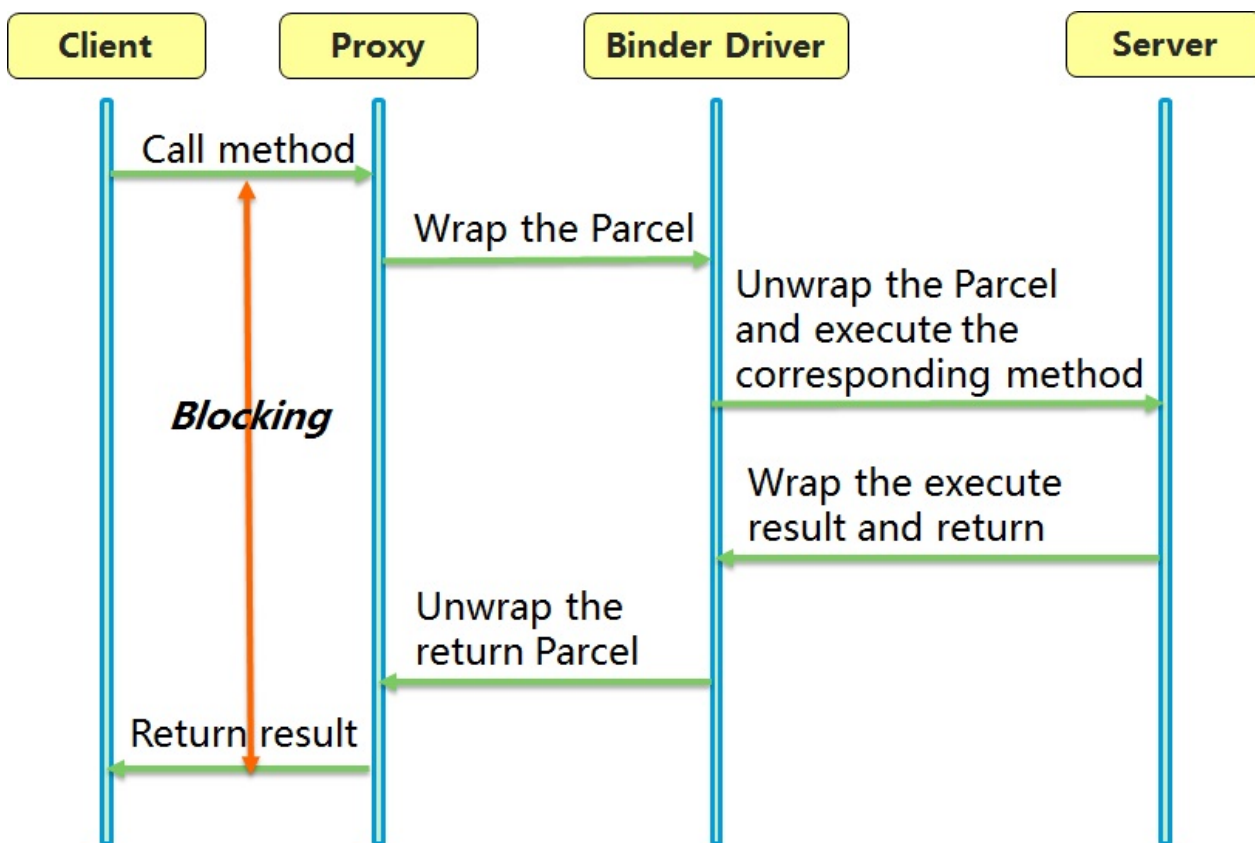 Client
Proxy
Binder Driver
Server
Call method
Wrap the Parcel
Unwrap the Parcel
and execute the
corresponding method
Blocking
Wrap the execute
result and return
Unwrap the
return Parcel
Return result